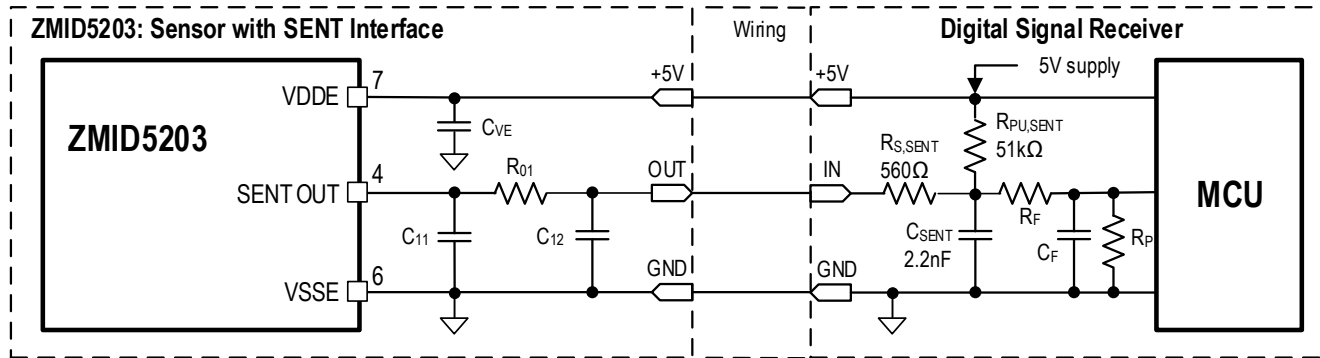 ZMID5203: Sensor with SENT Interface
Wiring
Digital Signal Receiver
ZMID5203
VDDE
7
+5V
+5V
5V supply
CVE
RPU,SENT
51kΩ
RS,SENT
560Ω
SENT OUT
4
R01
OUT
IN
MCU
C11
C12
CSENT
2.2nF
RF
CF
RP
VSSE
6
GND
GND